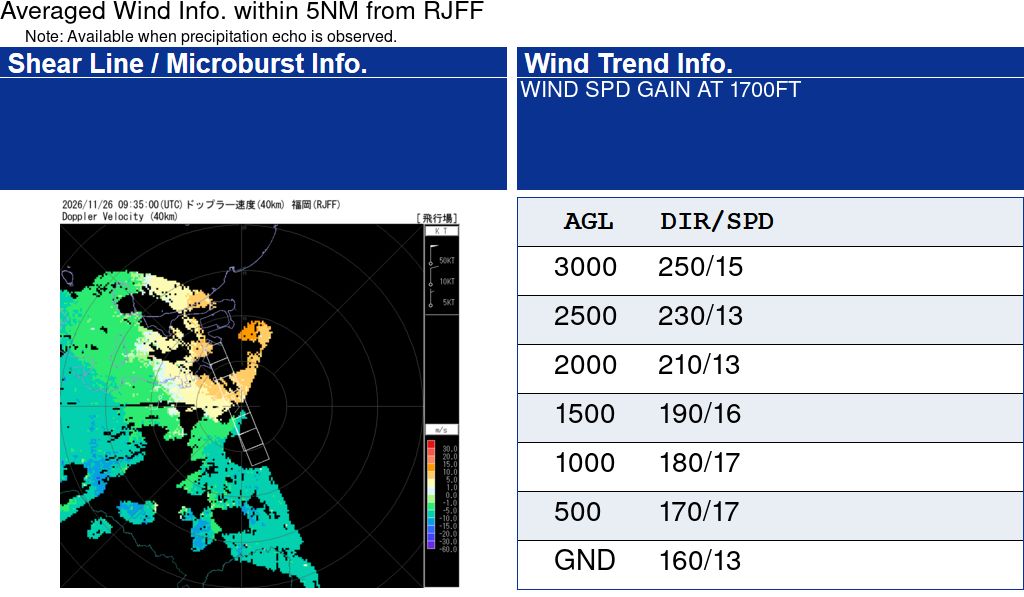 Averaged Wind Info. within 5NM from RJFF
Note: Available when precipitation echo is observed.
Shear Line / Microburst Info.
Wind Trend Info.
WIND SPD GAIN AT 1700FT
2026/11/26 09:35:00(UTC) ドップラー速度(40km) 福岡(RJFF)
Doppler Velocity (40km)
[飛行場]
KT
50KT
10KT
5KT
m/s
30.0
20.0
15.0
10.0
5.0
1.0
0.0
-1.0
-5.0
-10.0
-15.0
-20.0
-30.0
-60.0
AGL DIR/SPD
3000 250/15
2500 230/13
2000 210/13
1500 190/16
1000 180/17
500 170/17
GND 160/13